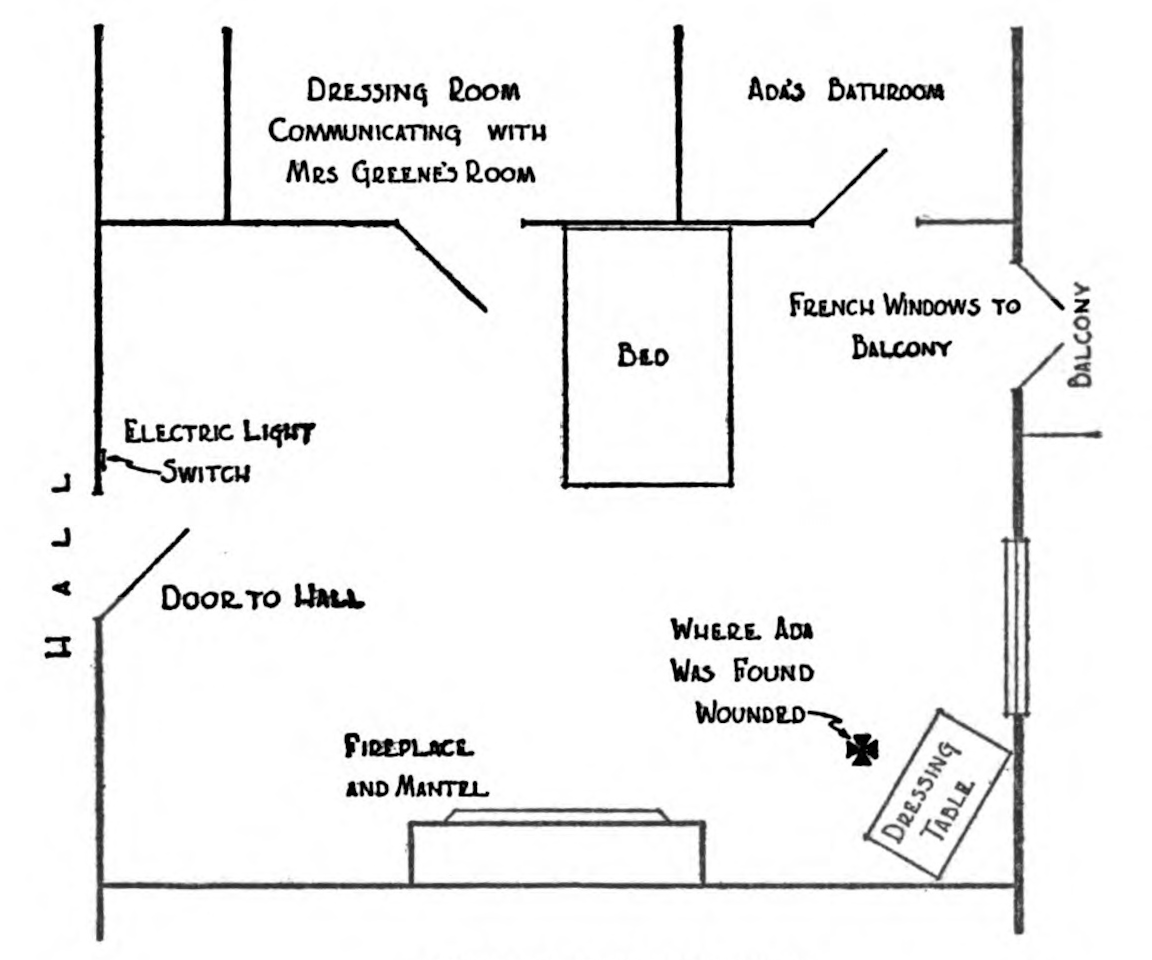 Dressing Room
Communicating with
Mrs Greene's Room
Ada's Bathroom
French Windows to
Balcony
Balcony
Bed
Electric Light
Switch
Hall
Door to Hall
Where Ada
Was Found
Wounded
Fireplace
and Mantel
Dressing
Table